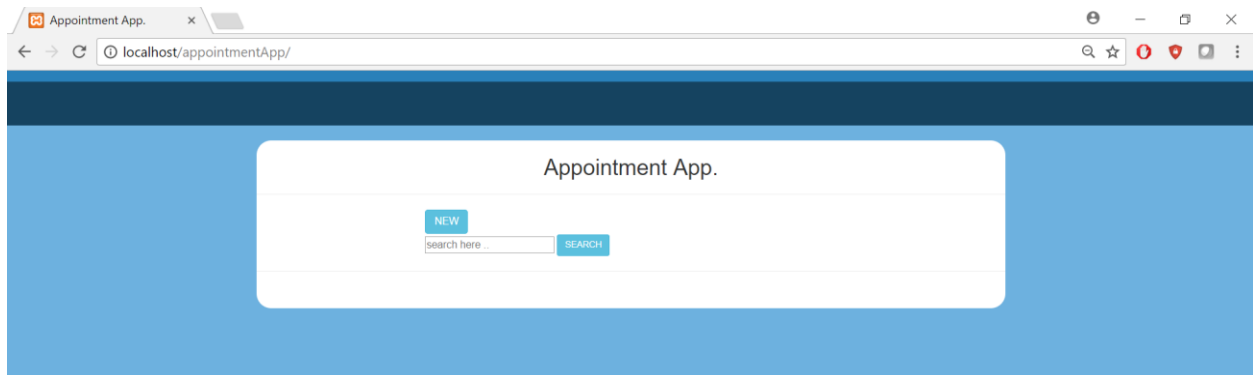 Appointment App.
localhost/appointmentApp/
Appointment App.
NEW
search here ..
SEARCH